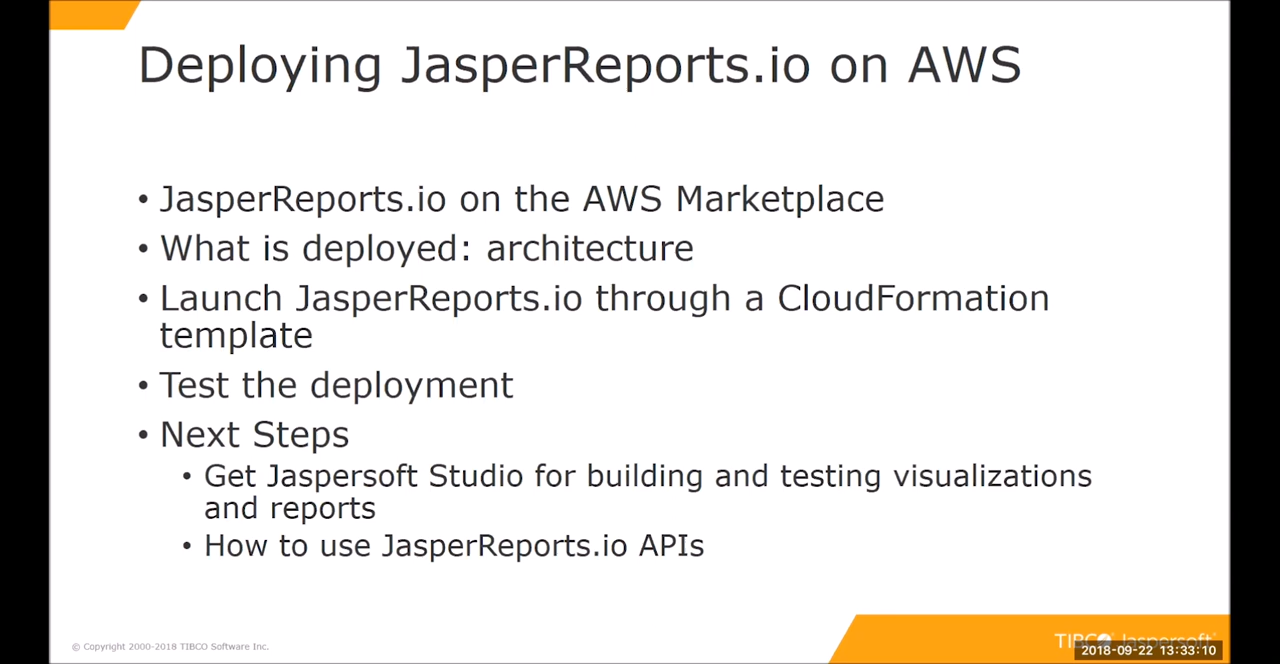 Deploying JasperReports.io on AWS
• JasperReports.io on the AWS Marketplace
• What is deployed: architecture
• Launch JasperReports.io through a CloudFormation
template
• Test the deployment
• Next Steps
• Get Jaspersoft Studio for building and testing visualizations
and reports
• How to use JasperReports.io APIs
© Copyright 2000-2018 TIBCO Software Inc.
TIBCO Jaspersoft®
2018-09-22 13:33:10